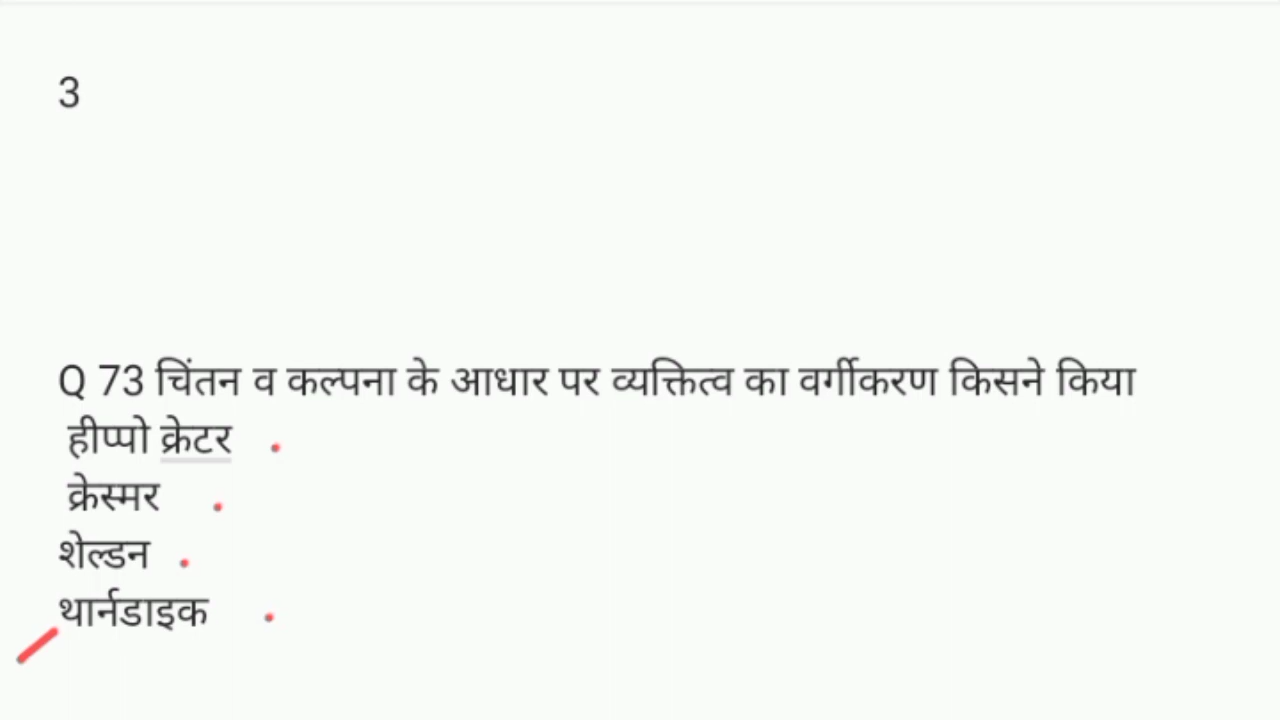 3
Q 73 चिंतन व कल्पना के आधार पर व्यक्तित्व का वर्गीकरण किसने किया
हीप्पो क्रेटर
क्रेस्मर
शेल्डन
थार्नडाइक